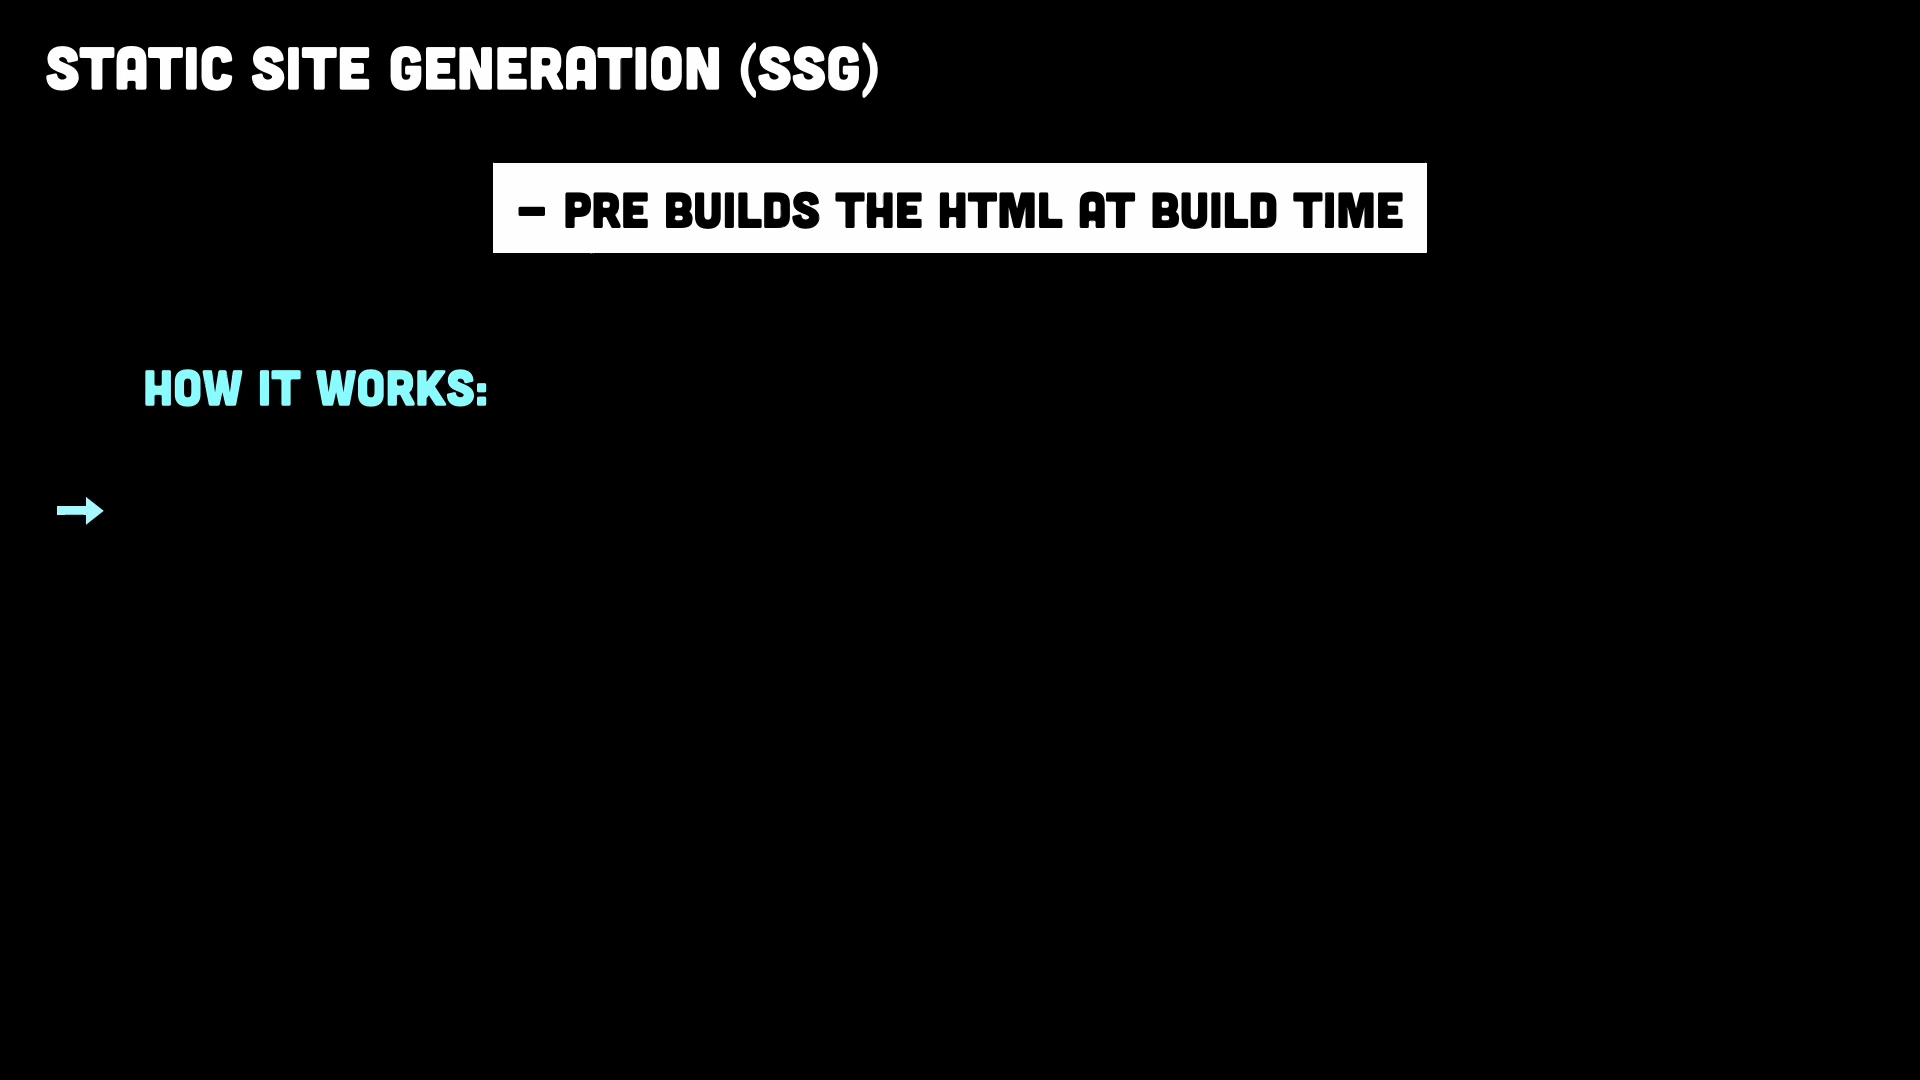 STATIC SITE GENERATION (SSG)
- PRE BUILDS THE HTML AT BUILD TIME
HOW IT WORKS: